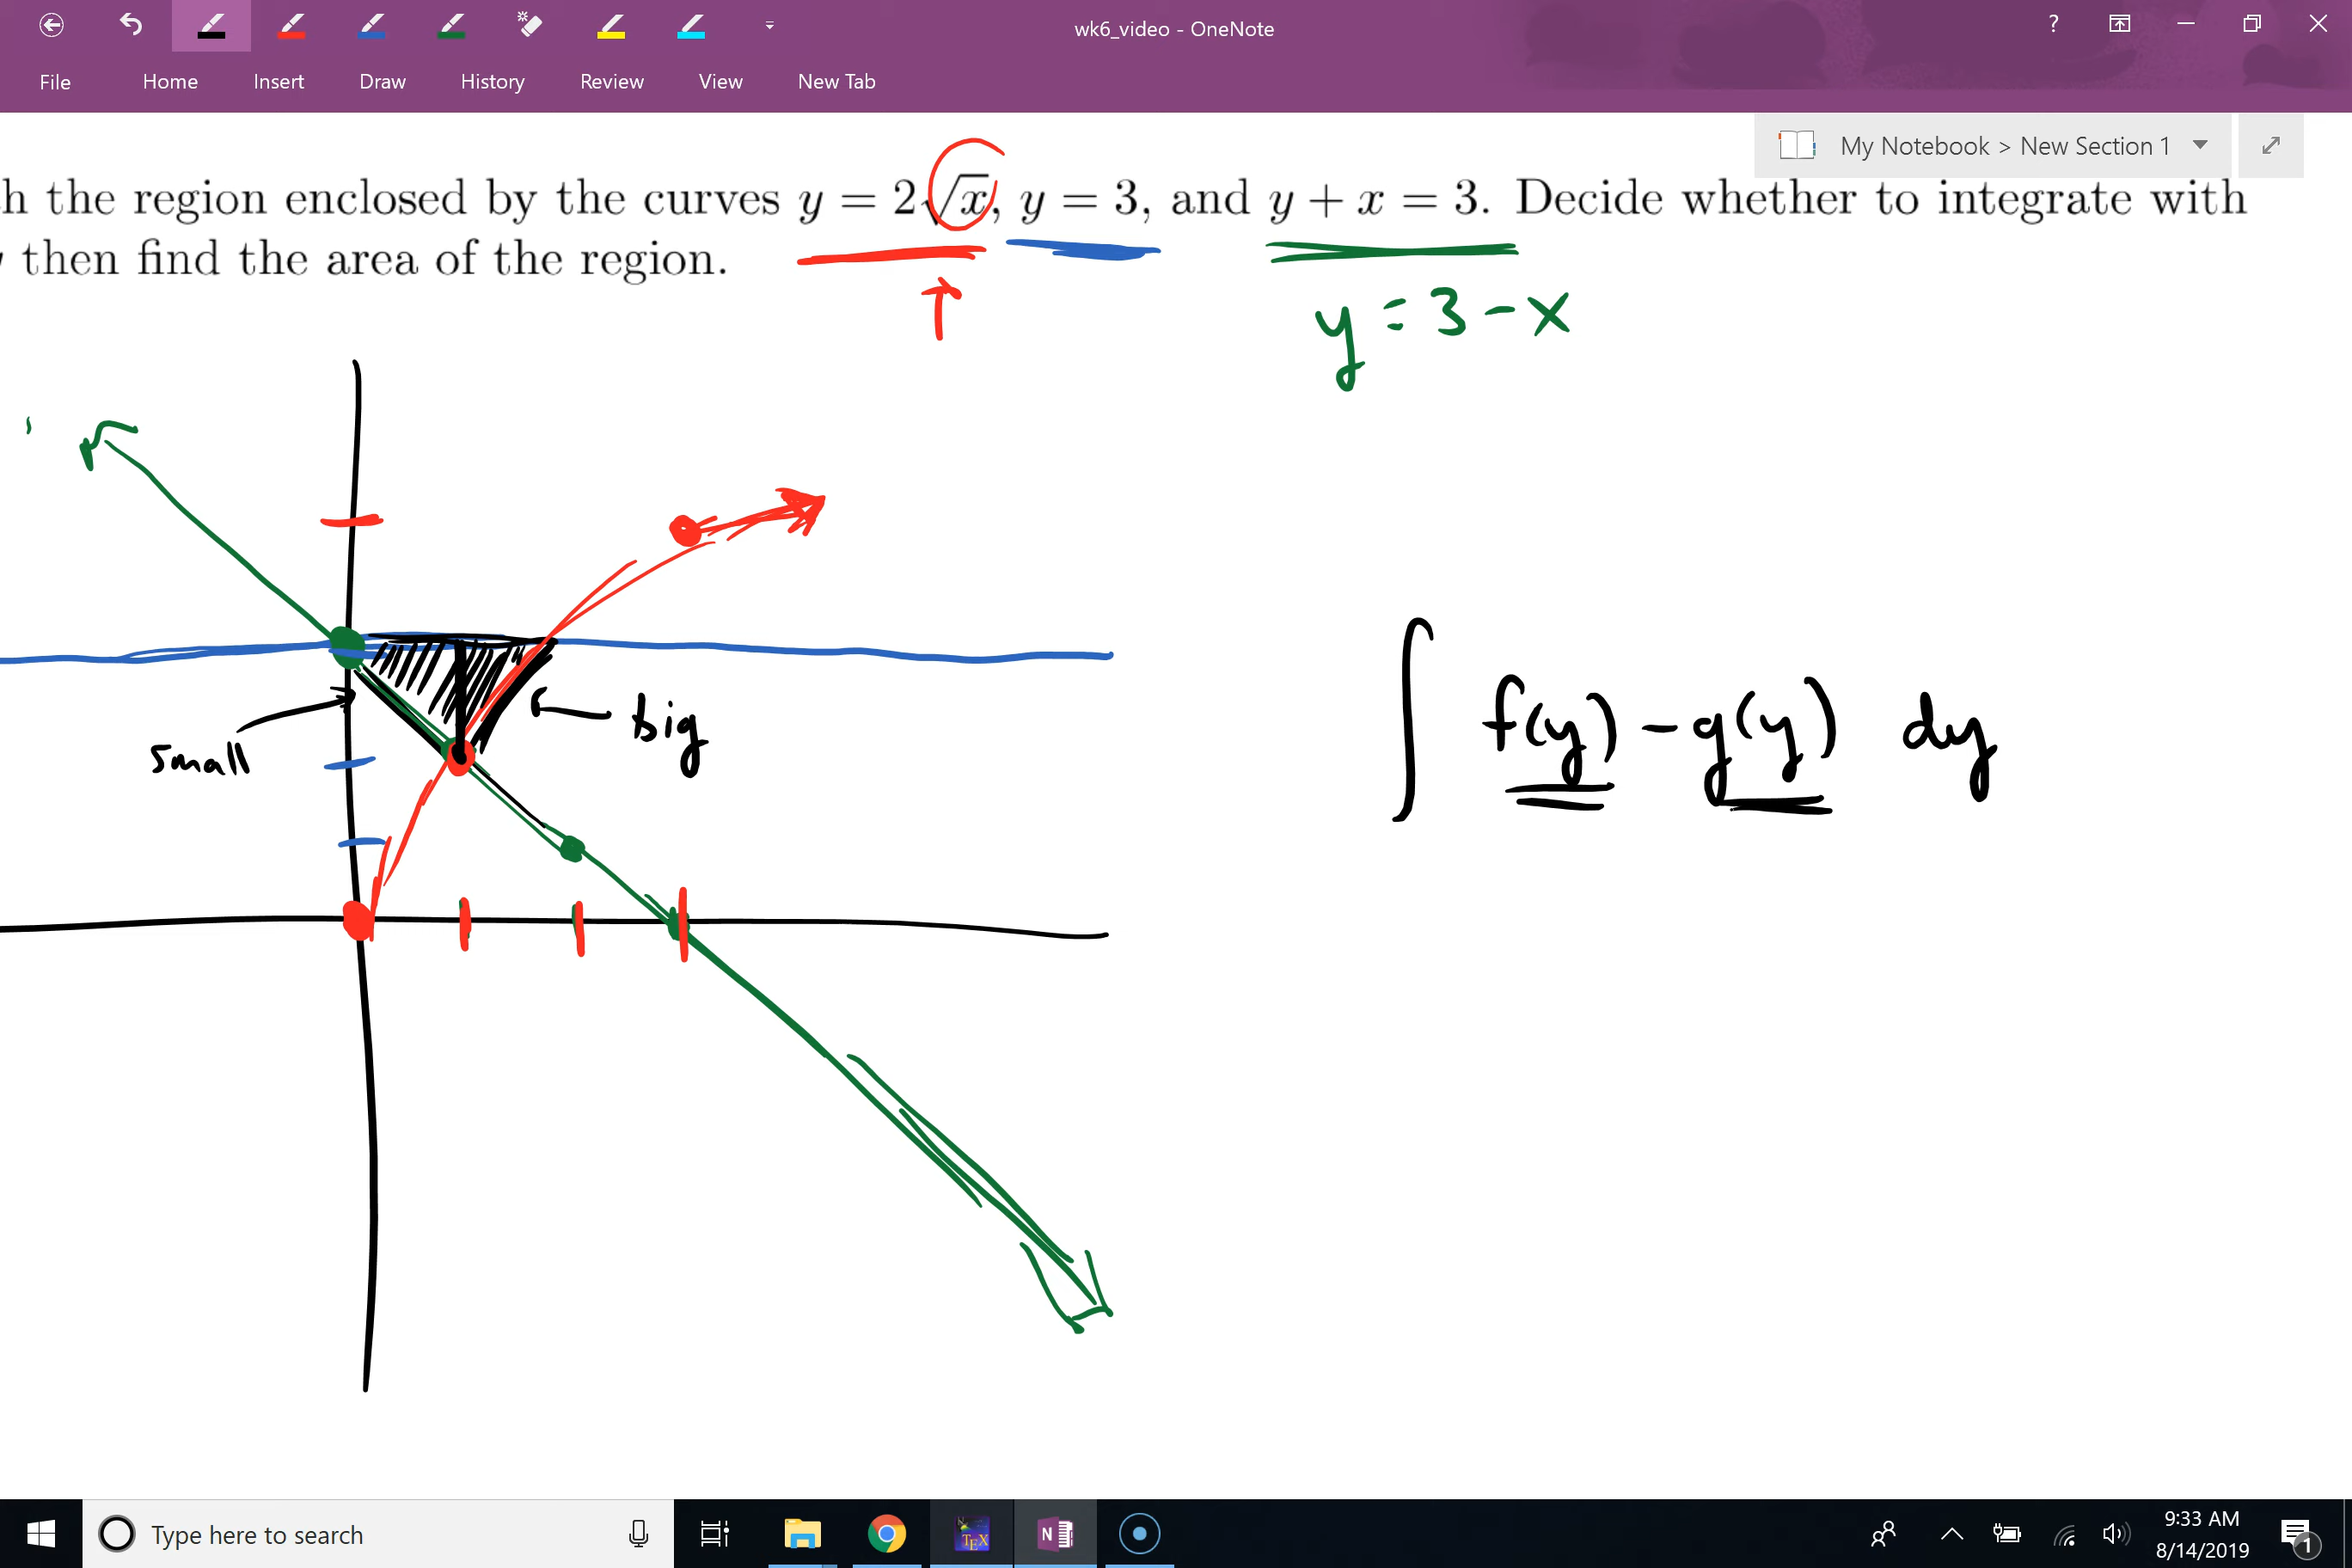 wk6_video - OneNote
?
File Home Insert Draw History Review View New Tab
My Notebook > New Section 1
h the region enclosed by the curves y = 2√x, y = 3, and y + x = 3. Decide whether to integrate with
then find the area of the region.
y = 3 - x
small
big
∫ f(y) - g(y) dy
Type here to search
TEX
N
9:33 AM
8/14/2019
1